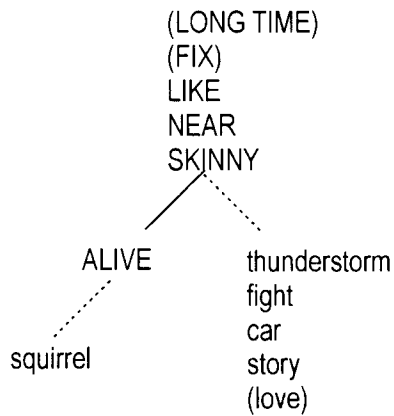 (LONG TIME)
(FIX)
LIKE
NEAR
SKINNY
ALIVE
squirrel
thunderstorm
fight
car
story
(love)